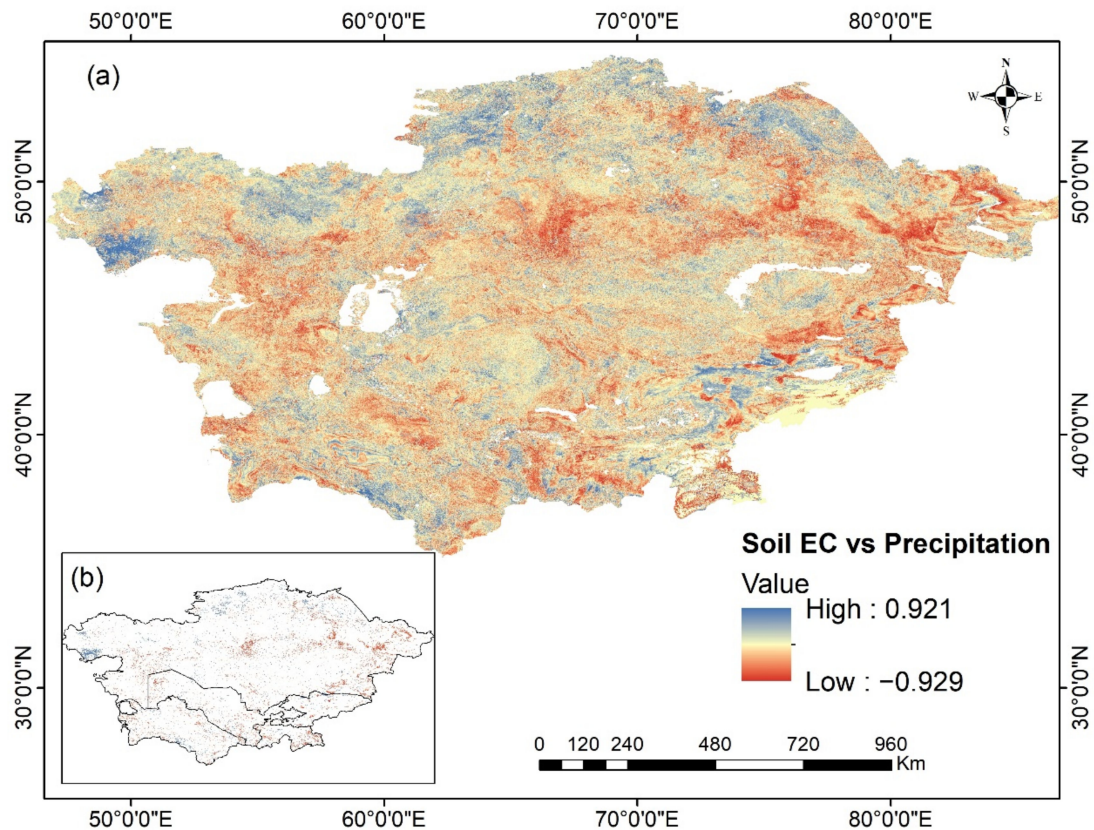 50°0'0"E 60°0'0"E 70°0'0"E 80°0'0"E
(a)
N
W E
S
50°0'0"N 50°0'0"N
40°0'0"N 40°0'0"N
Soil EC vs Precipitation
(b)
Value
High : 0.921
Low : −0.929
30°0'0"N 30°0'0"N
0 120 240 480 720 960
Km
50°0'0"E 60°0'0"E 70°0'0"E 80°0'0"E